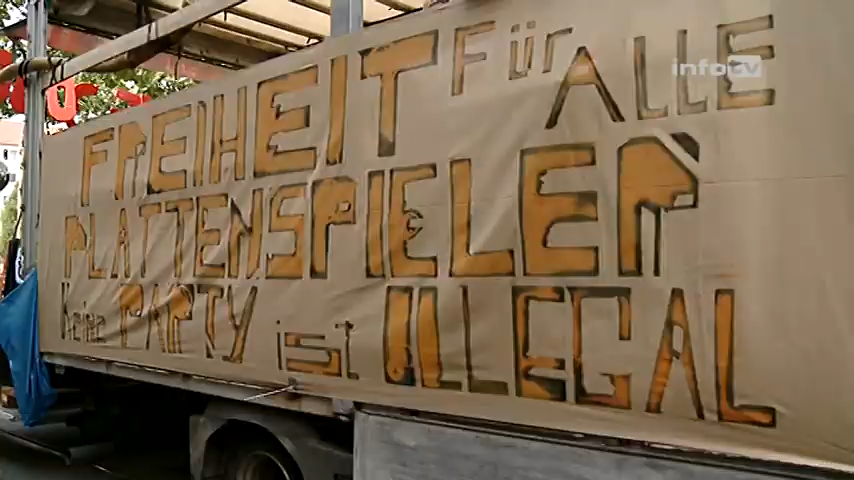 infotv
FREIHEIT Für ALLE
PLATTENSPIELER
Keine PARTY ist ILLEGAL